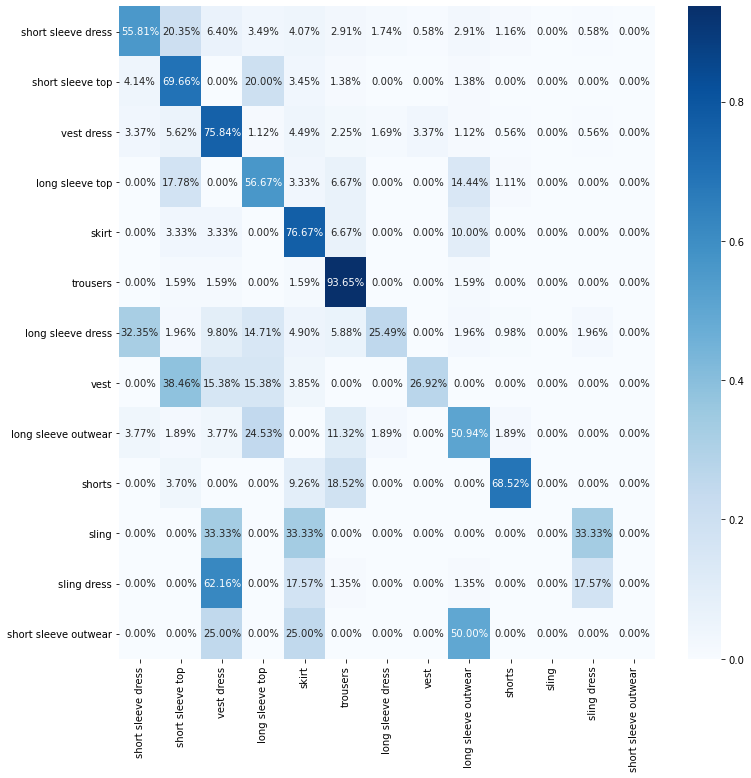 short sleeve dress 55.81% 20.35% 6.40% 3.49% 4.07% 2.91% 1.74% 0.58% 2.91% 1.16% 0.00% 0.58% 0.00%
short sleeve top 4.14% 69.66% 0.00% 20.00% 3.45% 1.38% 0.00% 0.00% 1.38% 0.00% 0.00% 0.00% 0.00%
vest dress 3.37% 5.62% 75.84% 1.12% 4.49% 2.25% 1.69% 3.37% 1.12% 0.56% 0.00% 0.56% 0.00%
long sleeve top 0.00% 17.78% 0.00% 56.67% 3.33% 6.67% 0.00% 0.00% 14.44% 1.11% 0.00% 0.00% 0.00%
skirt 0.00% 3.33% 3.33% 0.00% 76.67% 6.67% 0.00% 0.00% 10.00% 0.00% 0.00% 0.00% 0.00%
trousers 0.00% 1.59% 1.59% 0.00% 1.59% 93.65% 0.00% 0.00% 1.59% 0.00% 0.00% 0.00% 0.00%
long sleeve dress 32.35% 1.96% 9.80% 14.71% 4.90% 5.88% 25.49% 0.00% 1.96% 0.98% 0.00% 1.96% 0.00%
vest 0.00% 38.46% 15.38% 15.38% 3.85% 0.00% 0.00% 26.92% 0.00% 0.00% 0.00% 0.00% 0.00%
long sleeve outwear 3.77% 1.89% 3.77% 24.53% 0.00% 11.32% 1.89% 0.00% 50.94% 1.89% 0.00% 0.00% 0.00%
shorts 0.00% 3.70% 0.00% 0.00% 9.26% 18.52% 0.00% 0.00% 0.00% 68.52% 0.00% 0.00% 0.00%
sling 0.00% 0.00% 33.33% 0.00% 33.33% 0.00% 0.00% 0.00% 0.00% 0.00% 0.00% 33.33% 0.00%
sling dress 0.00% 0.00% 62.16% 0.00% 17.57% 1.35% 0.00% 0.00% 1.35% 0.00% 0.00% 17.57% 0.00%
short sleeve outwear 0.00% 0.00% 25.00% 0.00% 25.00% 0.00% 0.00% 0.00% 50.00% 0.00% 0.00% 0.00% 0.00%
short sleeve dress
short sleeve top
vest dress
long sleeve top
skirt
trousers
long sleeve dress
vest
long sleeve outwear
shorts
sling
sling dress
short sleeve outwear
0.8
0.6
0.4
0.2
0.0